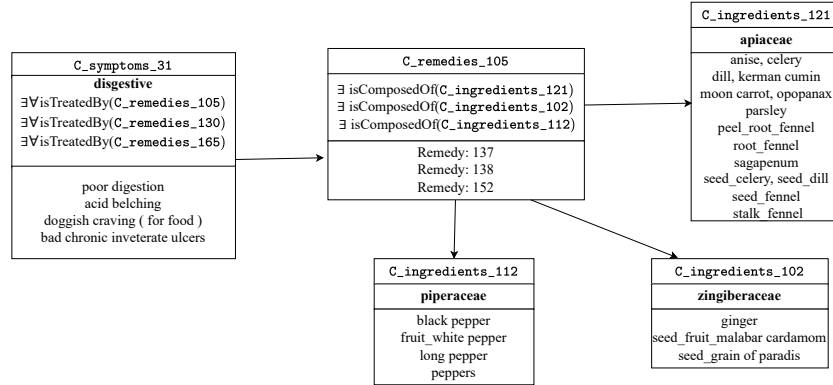 C_symptoms_31
disgestive
∃∀isTreatedBy(C_remedies_105)
∃∀isTreatedBy(C_remedies_130)
∃∀isTreatedBy(C_remedies_165)
poor digestion
acid belching
doggish craving ( for food )
bad chronic inveterate ulcers
C_remedies_105
∃ isComposedOf(C_ingredients_121)
∃ isComposedOf(C_ingredients_102)
∃ isComposedOf(C_ingredients_112)
Remedy: 137
Remedy: 138
Remedy: 152
C_ingredients_121
apiaceae
anise, celery
dill, kerman cumin
moon carrot, opopanax
parsley
peel_root_fennel
root_fennel
sagapenum
seed_celery, seed_dill
seed_fennel
stalk_fennel
C_ingredients_112
piperaceae
black pepper
fruit_white pepper
long pepper
peppers
C_ingredients_102
zingiberaceae
ginger
seed_fruit_malabar cardamom
seed_grain of paradis